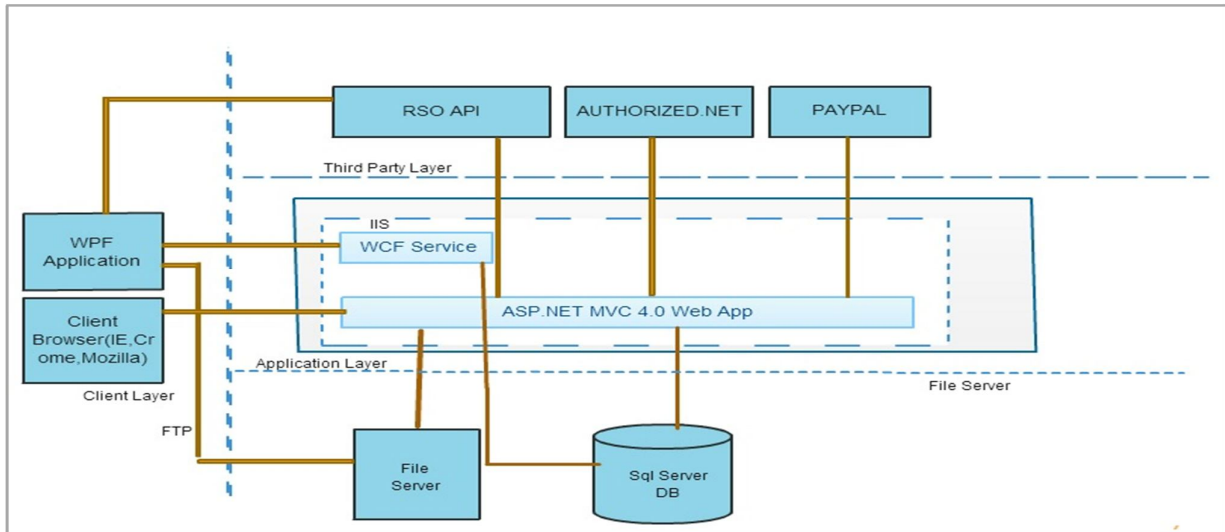 RSO API
AUTHORIZED.NET
PAYPAL
Third Party Layer
IIS
WPF
Application
WCF Service
ASP.NET MVC 4.0 Web App
Client
Browser(IE,Cr
ome,Mozilla)
Application Layer
File Server
Client Layer
FTP
File
Server
Sql Server
DB